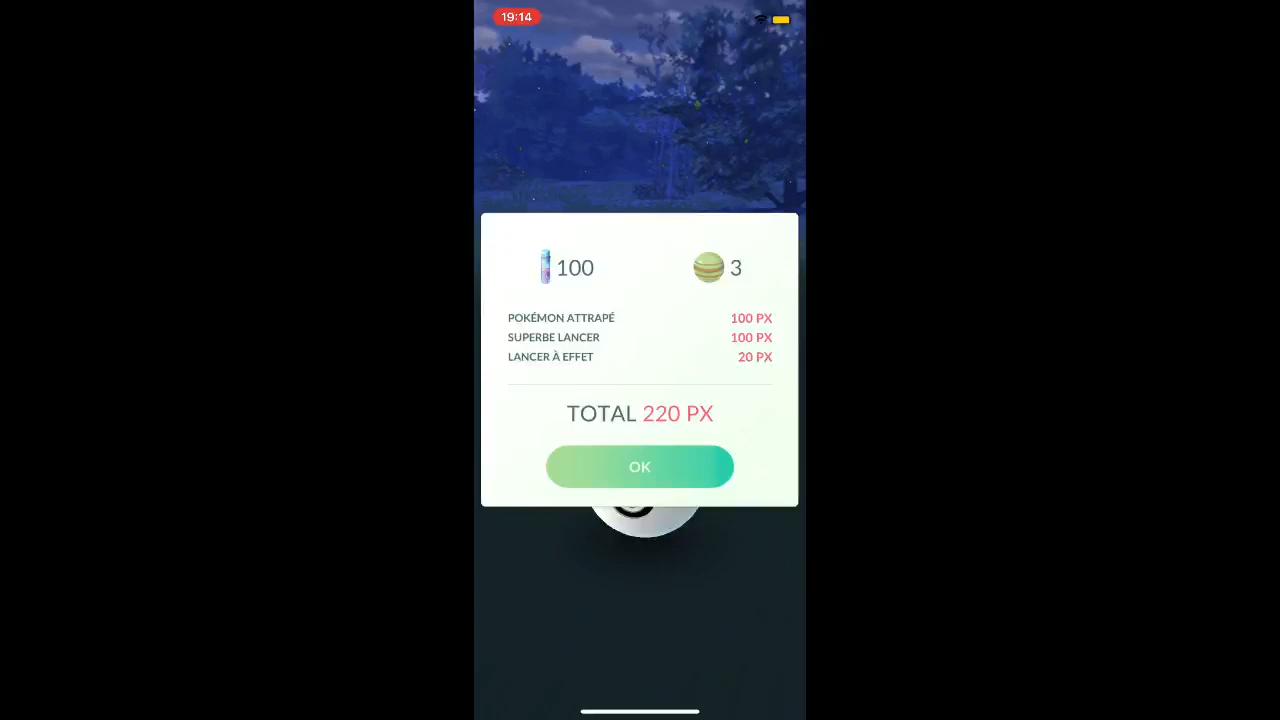 19:14
100 3
POKÉMON ATTRAPÉ 100 PX
SUPERBE LANCER 100 PX
LANCER À EFFET 20 PX
TOTAL 220 PX
OK